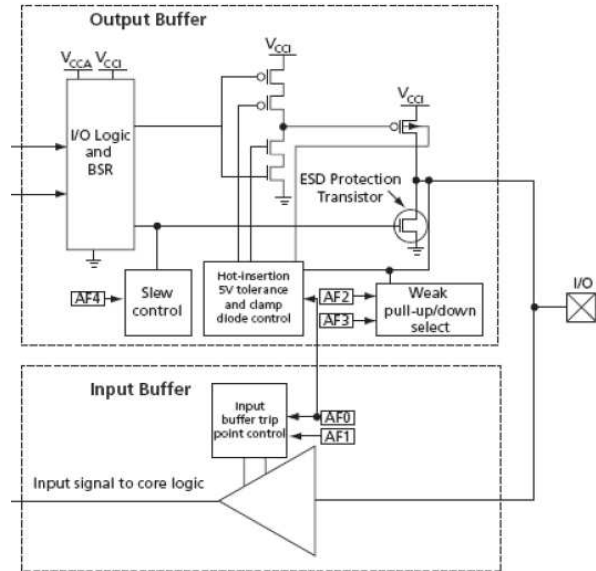 Output Buffer
VCCA VCCI
VCCI
VCCI
I/O Logic
and
BSR
ESD Protection
Transistor
AF4
Slew
control
Hot-insertion
5V tolerance
and clamp
diode control
AF2
AF3
Weak
pull-up/down
select
I/O
Input Buffer
Input
buffer trip
point control
AF0
AF1
Input signal to core logic